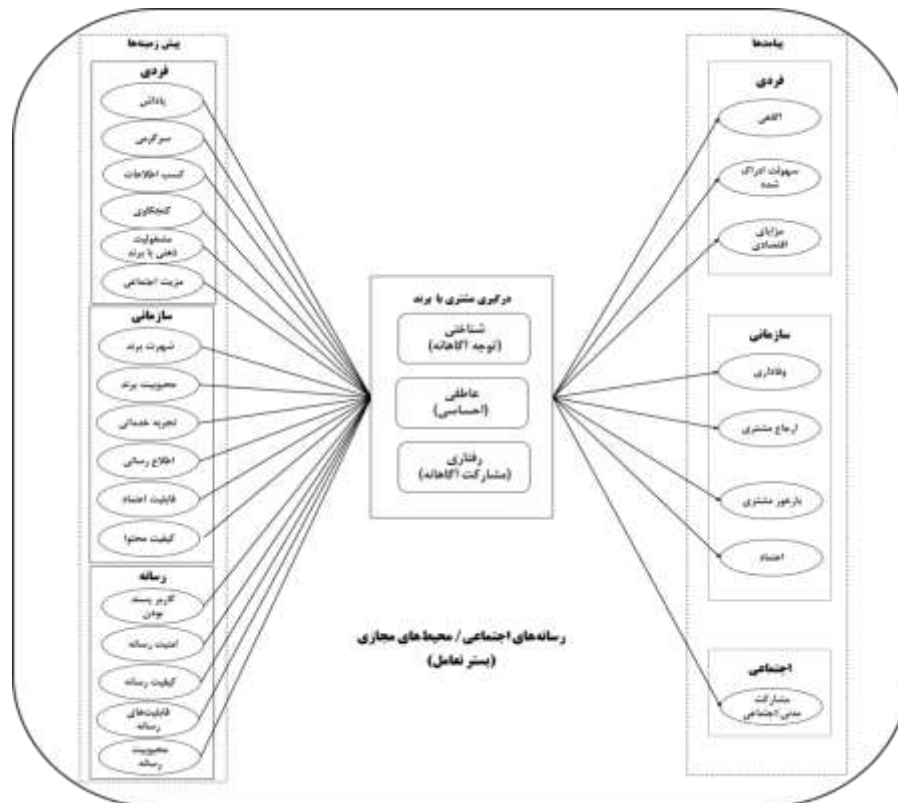 پیش زمینه‌ها
فردی
پاداش
سرگرمی
کسب اطلاعات
کنجکاوی
مشغولیت
ذهنی با برند
مزیت اجتماعی
سازمانی
شهرت برند
محبوبیت برند
تجربه خدماتی
اطلاع رسانی
قابلیت اعتماد
کیفیت محتوا
رسانه
کاربر پسند
بودن
امنیت رسانه
کیفیت رسانه
قابلیت‌های
رسانه
محبوبیت
رسانه
درگیری مشتری با برند
شناختی
(توجه آگاهانه)
عاطفی
(احساسی)
رفتاری
(مشارکت آگاهانه)
رسانه‌های اجتماعی / محیط‌های مجازی
(بستر تعامل)
پیامدها
فردی
آگاهی
سهولت ادراک
شده
مزایای
اقتصادی
سازمانی
وفاداری
ارجاع مشتری
بازخور مشتری
اعتماد
اجتماعی
مشارکت
مدنی/اجتماعی